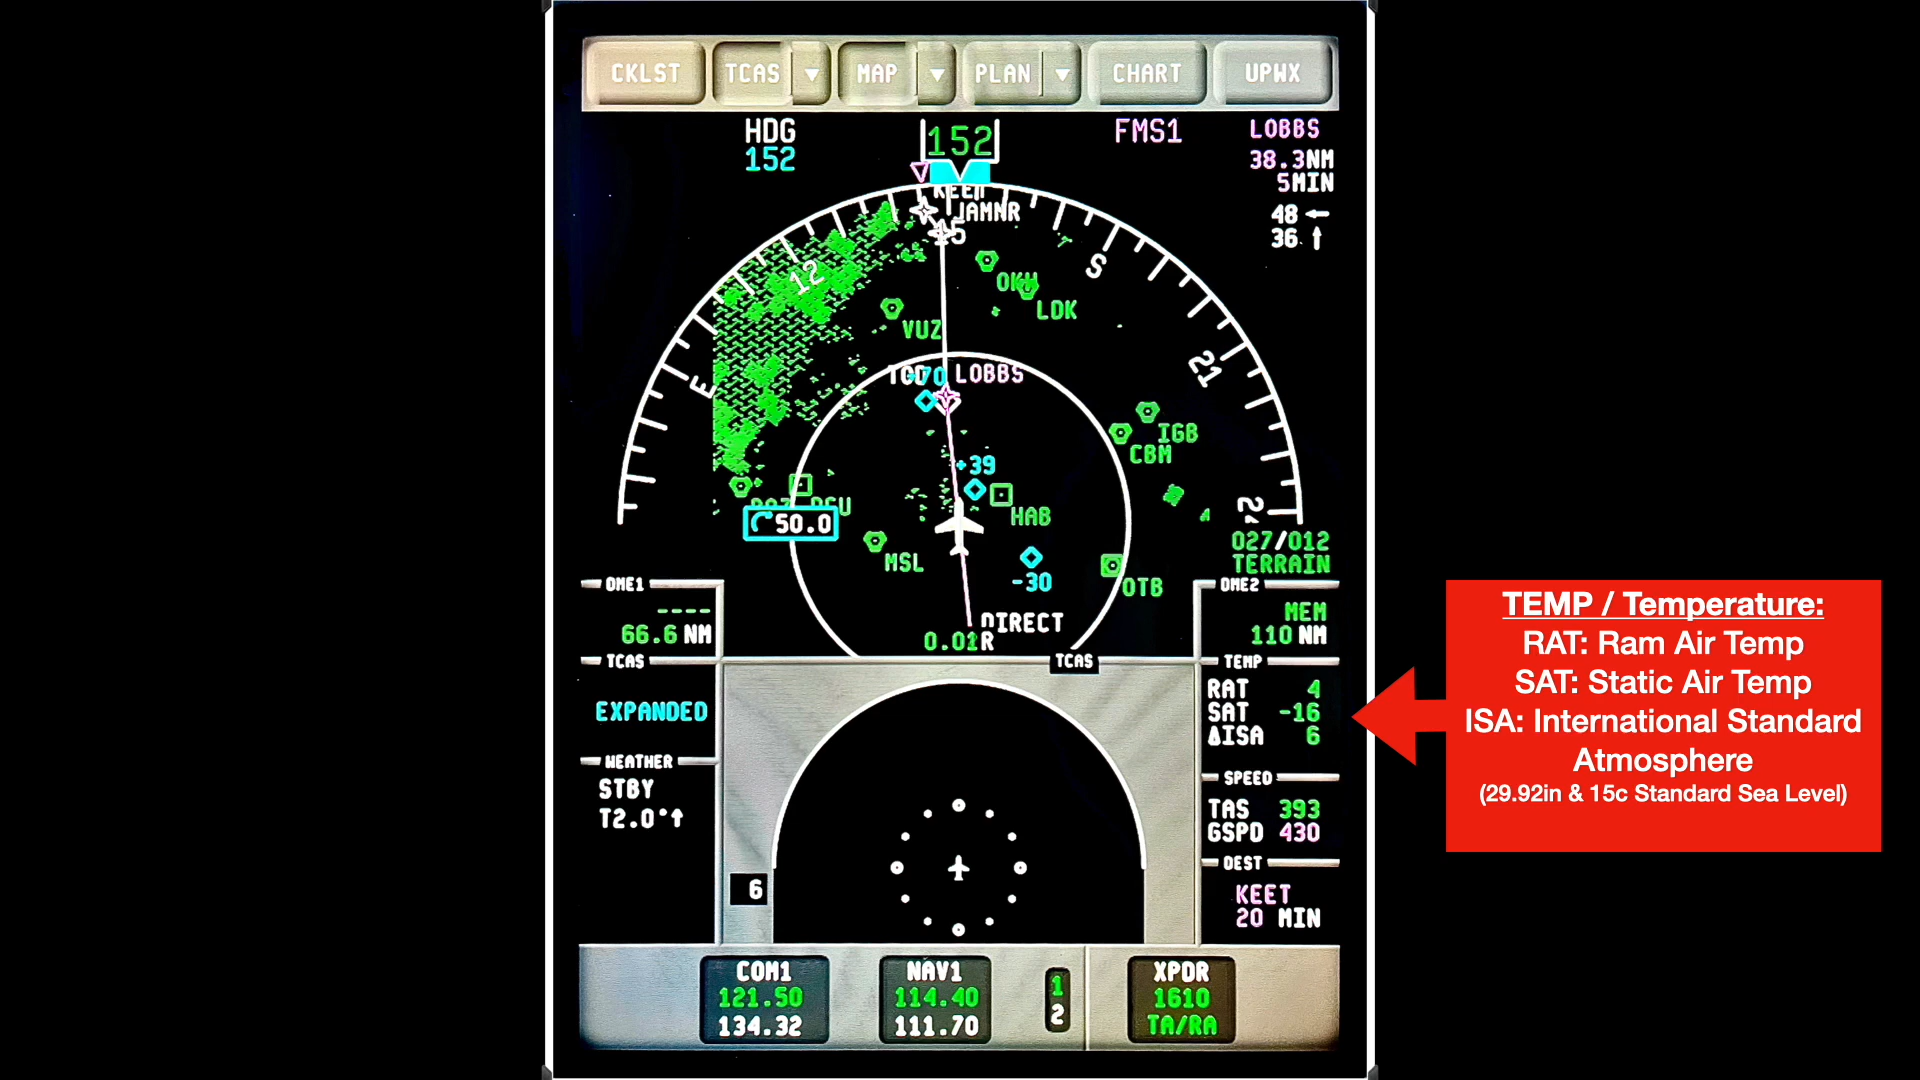 CKLST TCAS MAP PLAN CHART UPWX
HDG
152
152
FMS1
LOBBS
38.3NM
5MIN
48 ←
36 ↑
JAMNR
15
12
S
21
E
24
VUZ
LDK
LOBBS
IGB
CBM
+39
HAB
MSL
-30
OTB
50.0
027/012
TERRAIN
DIRECT
DME1
----
66.6 NM
TCAS
EXPANDED
WEATHER
STBY
T2.0°↑
TCAS
6
DME2
MEM
110 NM
TEMP
RAT 4
SAT -16
ΔISA 6
SPEED
TAS 393
GSPD 430
DEST
KEET
20 MIN
COM1
121.50
134.32
NAV1
114.40
111.70
1
2
XPDR
1610
TA/RA
TEMP / Temperature:
RAT: Ram Air Temp
SAT: Static Air Temp
ISA: International Standard
Atmosphere
(29.92in & 15c Standard Sea Level)